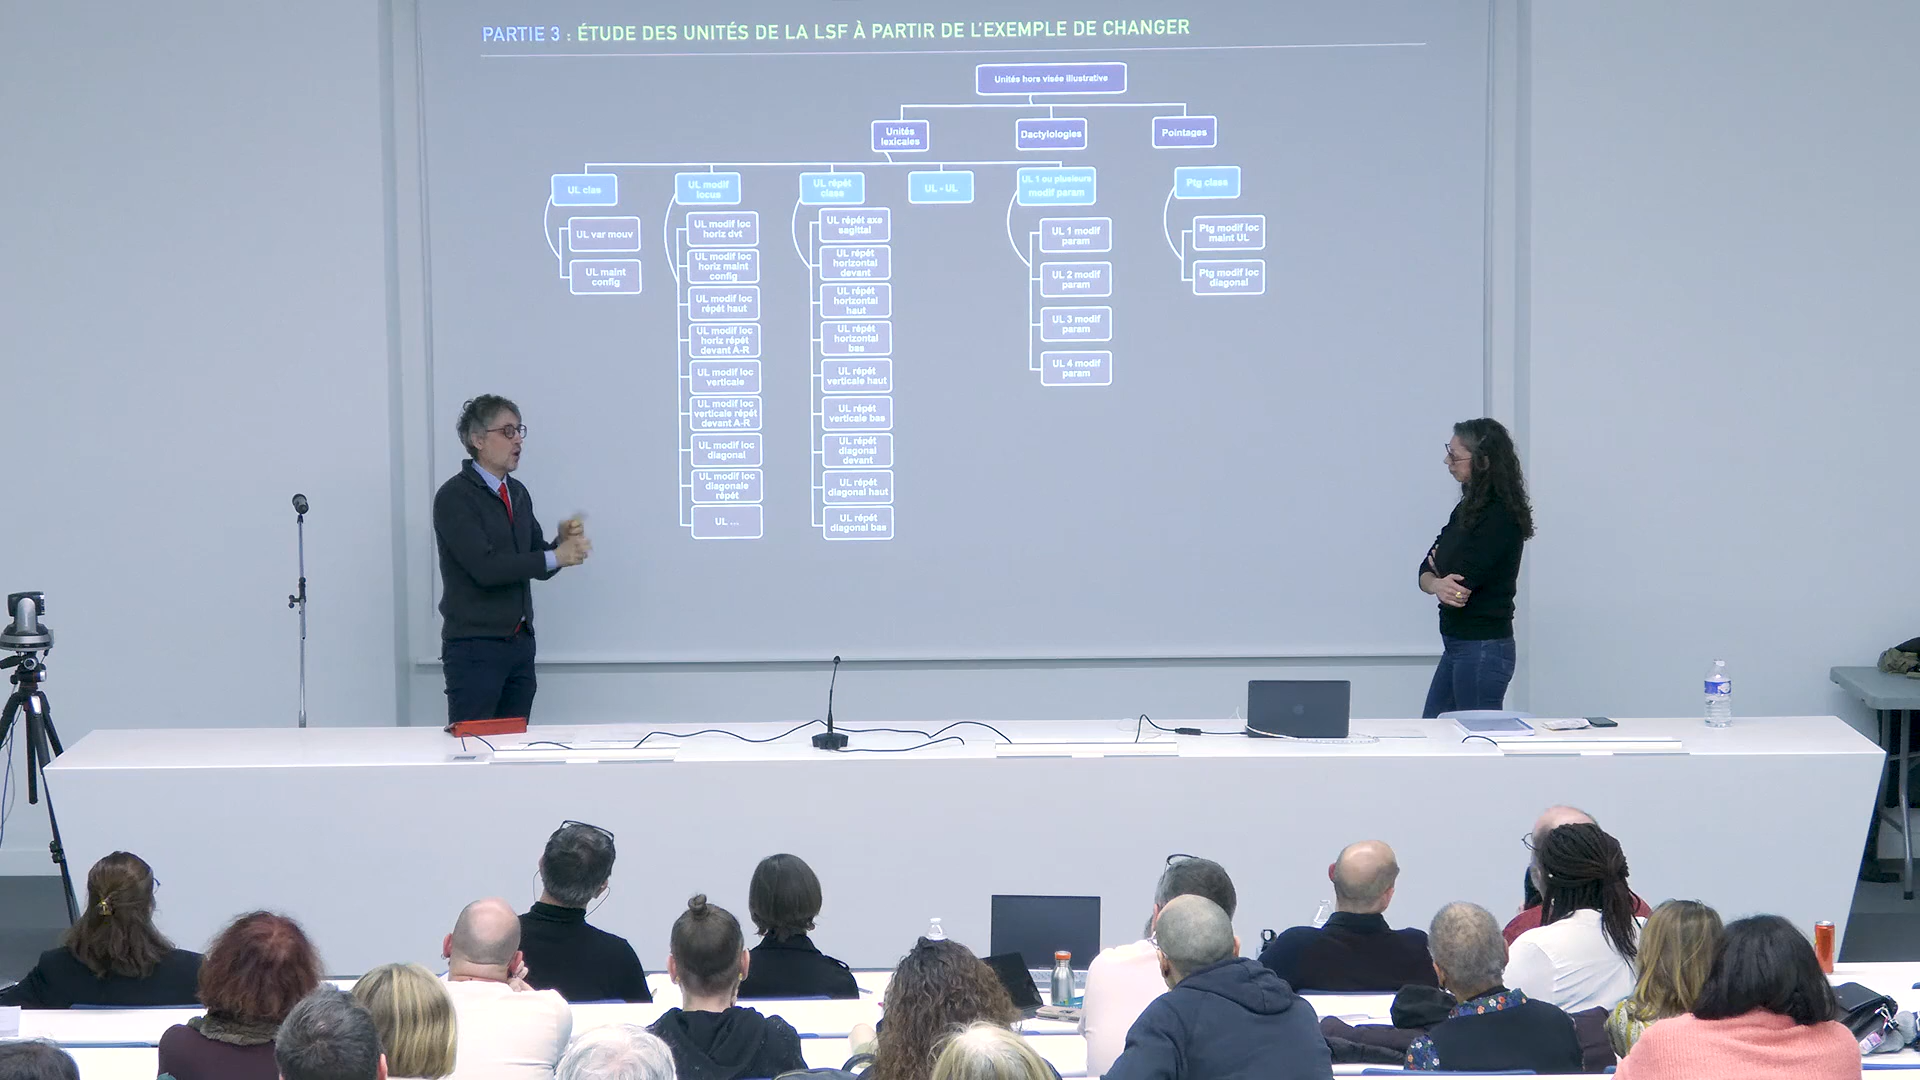 PARTIE 3 : ÉTUDE DES UNITÉS DE LA LSF À PARTIR DE L'EXEMPLE DE CHANGER
Unités hors visée illustrative
Unités
lexicales
Dactylologies
Pointages
UL clas
UL modif
locus
UL répét
class
UL - UL
UL 1 ou plusieurs
modif param
Ptg class
UL var mouv
UL maint
config
UL modif loc
horiz dvt
UL modif loc
horiz maint
config
UL modif loc
répét haut
UL modif loc
horiz répét
devant A-R
UL modif loc
verticale
UL modif loc
verticale répét
devant A-R
UL modif loc
diagonal
UL modif loc
diagonale
répét
UL ...
UL répét axe
sagittal
UL répét
horizontal
devant
UL répét
horizontal
haut
UL répét
horizontal
bas
UL répét
verticale haut
UL répét
verticale bas
UL répét
diagonal
devant
UL répét
diagonal haut
UL répét
diagonal bas
UL 1 modif
param
UL 2 modif
param
UL 3 modif
param
UL 4 modif
param
Ptg modif loc
maint UL
Ptg modif loc
diagonal